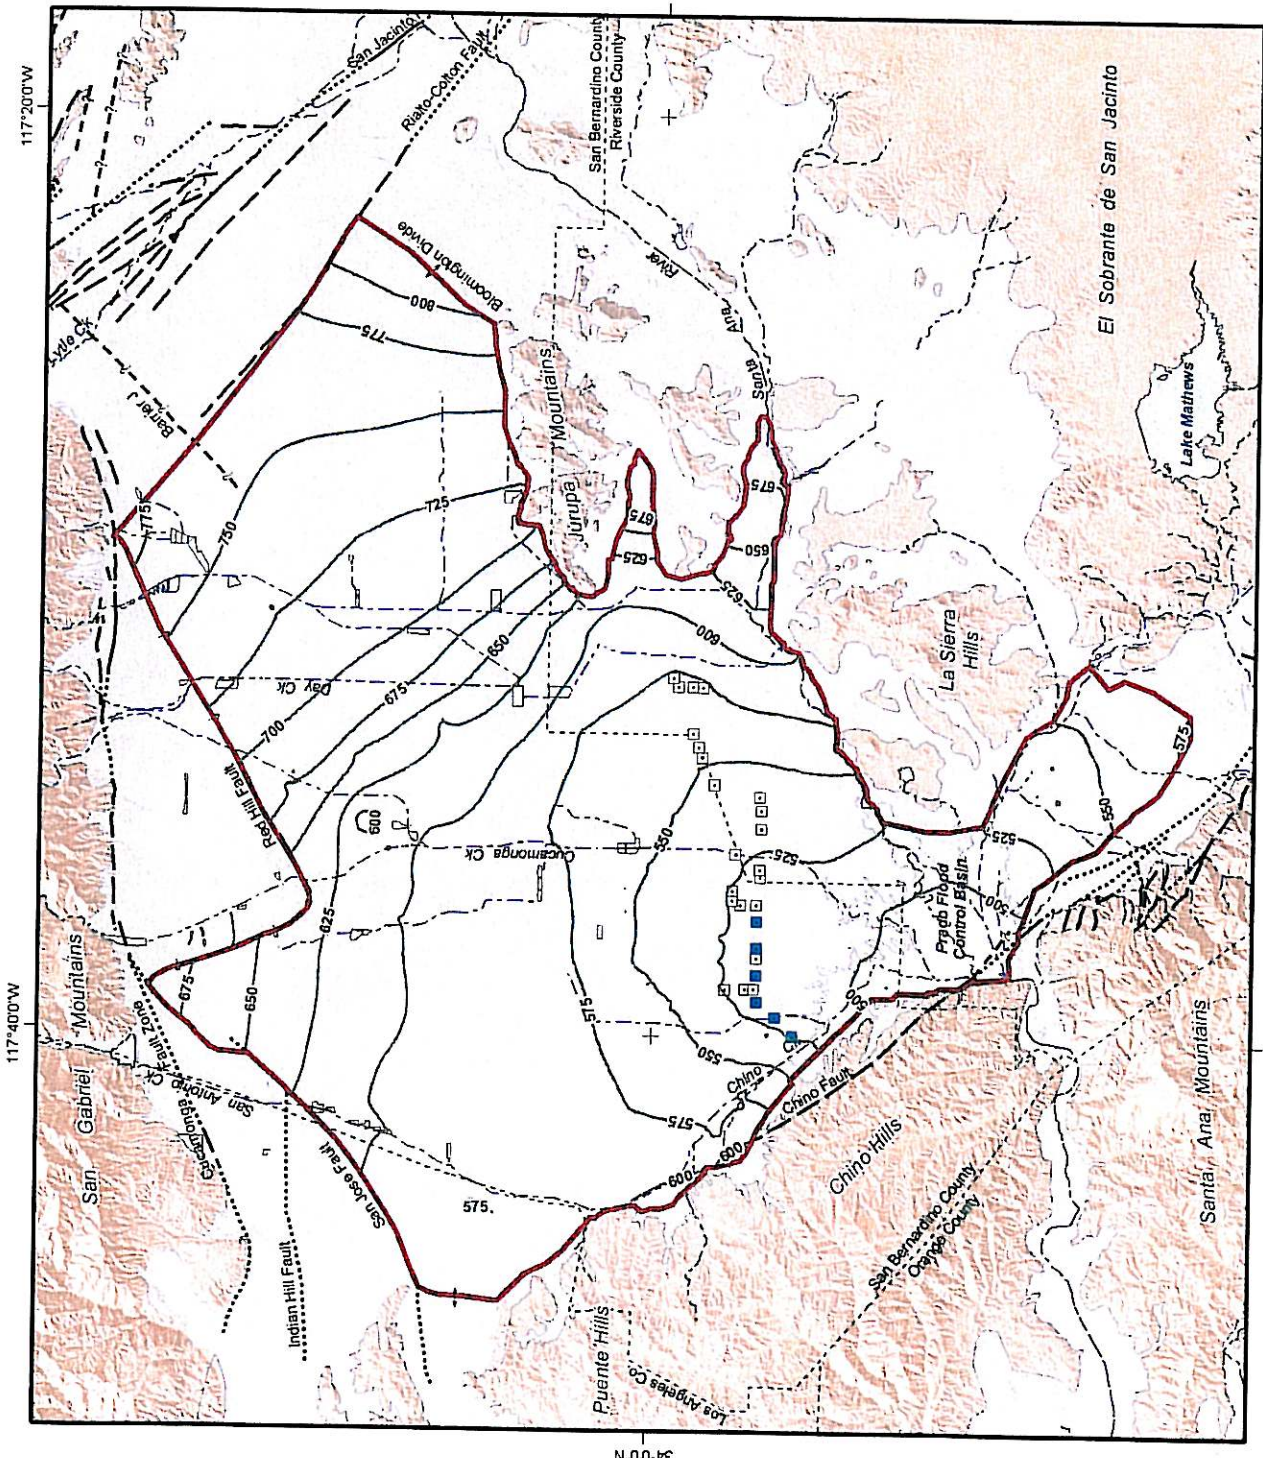 117°20'0"W
117°40'0"W
34°0'0"N
San Jacinto
Rialto-Colton Fault
San Bernardino County
Riverside County
Lytle Ck
Barrier J
Bloomington Divide
800
775
775
750
725
River
Ana
Santa
Jurupa Mountains
675
625
675
650
625
600
El Sobrante de San Jacinto
Lake Mathews
La Sierra
Hills
Red Hill Fault
Day Ck
700
675
650
600
625
Cucamonga Ck
550
525
525
550
575
500
Prado Flood
Control Basin
San Gabriel Mountains
Cucamonga Fault Zone
San Antonio
Ck
675
650
Indian Hill Fault
San Jose Fault
575
575
575
550
500
600
600
Chino
Ck
Chino Fault
Chino Hills
Puente Hills
Los Angeles Co
San Bernardino County
Orange County
Santa Ana Mountains